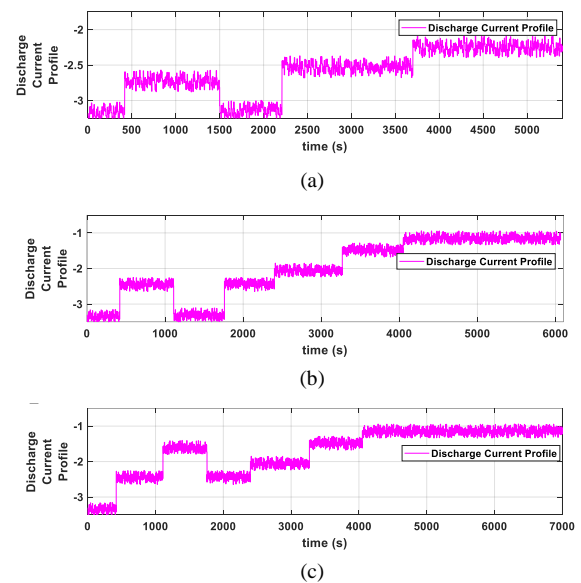 Discharge Current Profile
-2
-2.5
-3
Discharge
Current
Profile
0 500 1000 1500 2000 2500 3000 3500 4000 4500 5000
time (s)
(a)
-1
-2
-3
Discharge
Current
Profile
Discharge Current Profile
0 1000 2000 3000 4000 5000 6000
time (s)
(b)
-1
-2
-3
Discharge
Current
Profile
Discharge Current Profile
0 1000 2000 3000 4000 5000 6000 7000
time (s)
(c)